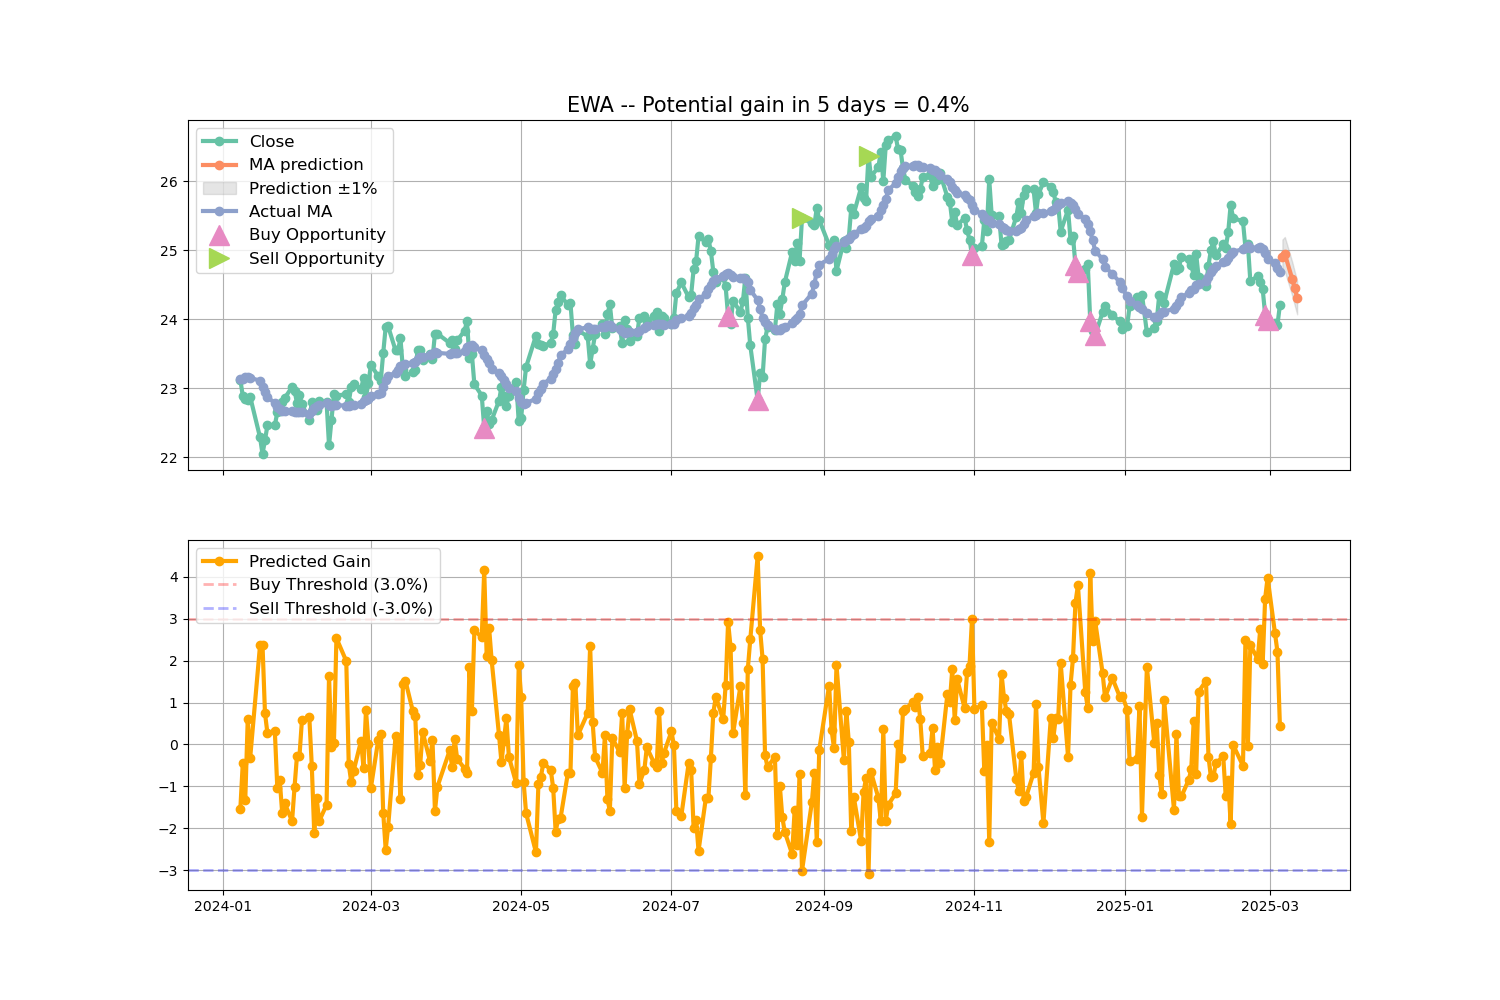 EWA -- Potential gain in 5 days = 0.4%
Close
MA prediction
Prediction ±1%
Actual MA
Buy Opportunity
Sell Opportunity
26
25
24
23
22
Predicted Gain
Buy Threshold (3.0%)
Sell Threshold (-3.0%)
4
3
2
1
0
−1
−2
−3
2024-01 2024-03 2024-05 2024-07 2024-09 2024-11 2025-01 2025-03